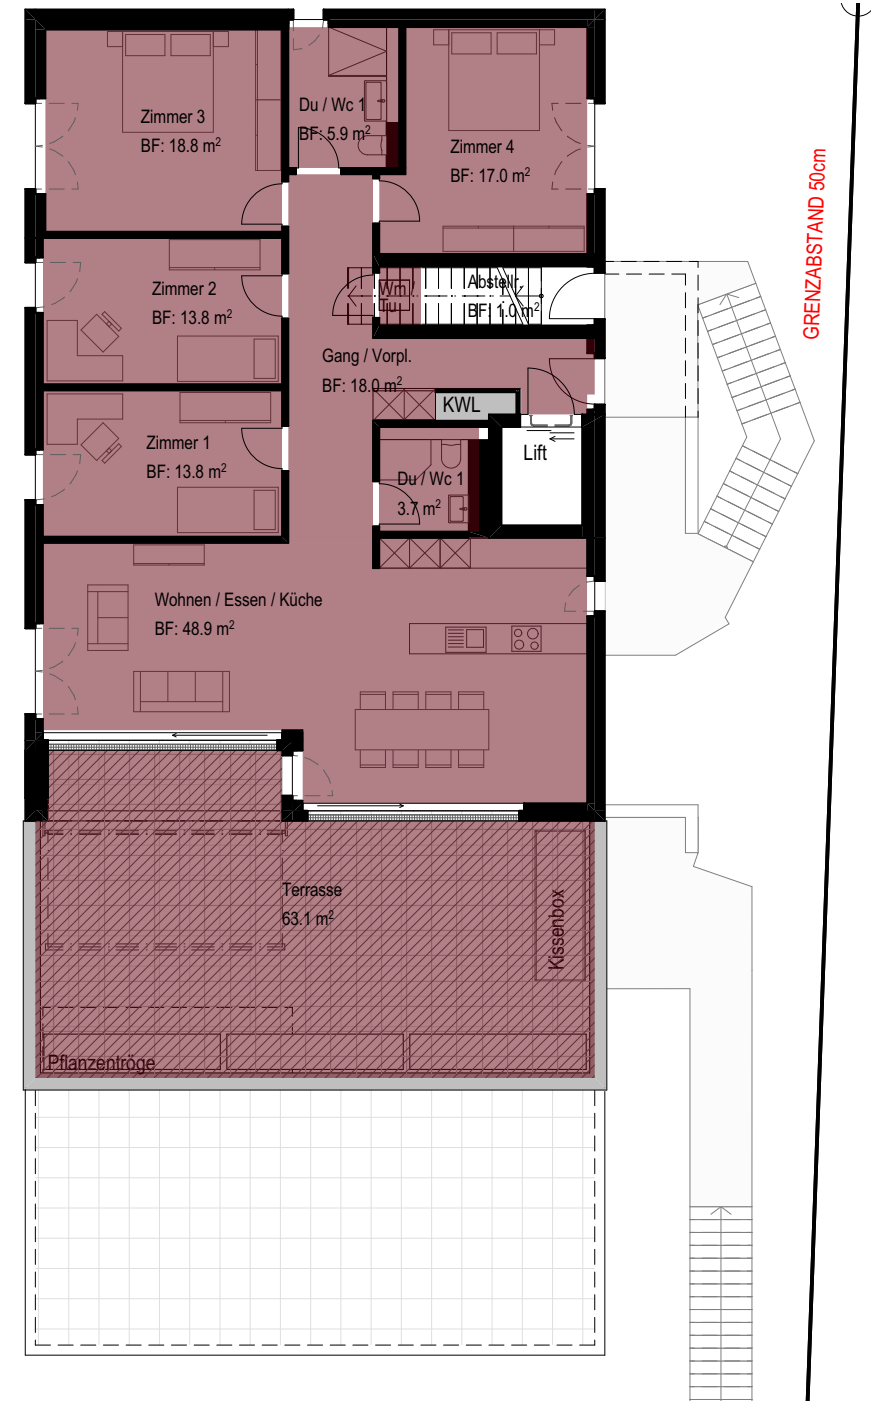 Zimmer 3
BF: 18.8 m²
Du / Wc 1
BF: 5.9 m²
Zimmer 4
BF: 17.0 m²
GRENZABSTAND 50cm
Zimmer 2
BF: 13.8 m²
Wm /
Tu
Abstellr.
BF: 1.0 m²
Gang / Vorpl.
BF: 18.0 m²
KWL
Zimmer 1
BF: 13.8 m²
Lift
Du / Wc 1
3.7 m²
Wohnen / Essen / Küche
BF: 48.9 m²
Terrasse
63.1 m²
Kissenbox
Pflanzentröge